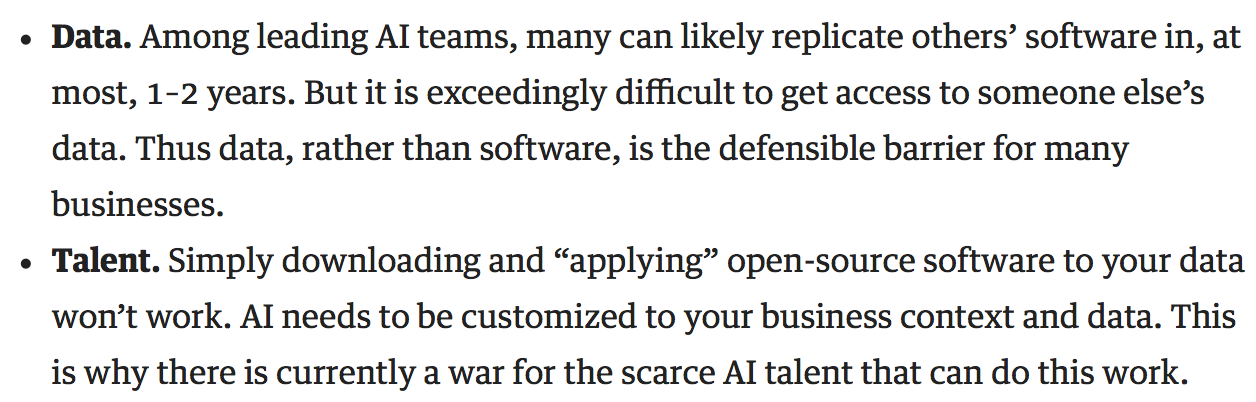 • Data. Among leading AI teams, many can likely replicate others’ software in, at
most, 1–2 years. But it is exceedingly difficult to get access to someone else’s
data. Thus data, rather than software, is the defensible barrier for many
businesses.
• Talent. Simply downloading and “applying” open-source software to your data
won’t work. AI needs to be customized to your business context and data. This
is why there is currently a war for the scarce AI talent that can do this work.